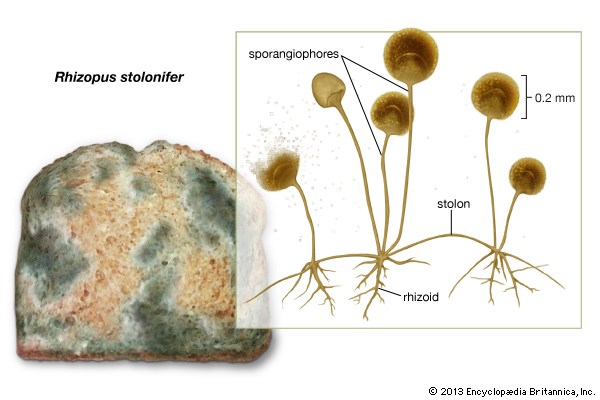 Rhizopus stolonifer
sporangiophores
0.2 mm
stolon
rhizoid
© 2013 Encyclopædia Britannica, Inc.